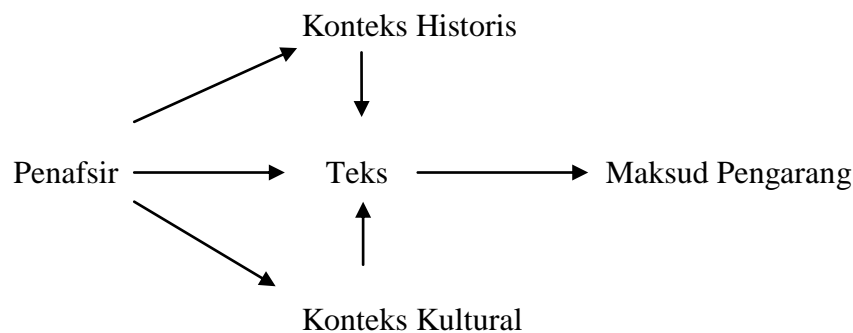 Konteks Historis
Penafsir Teks Maksud Pengarang
Konteks Kultural